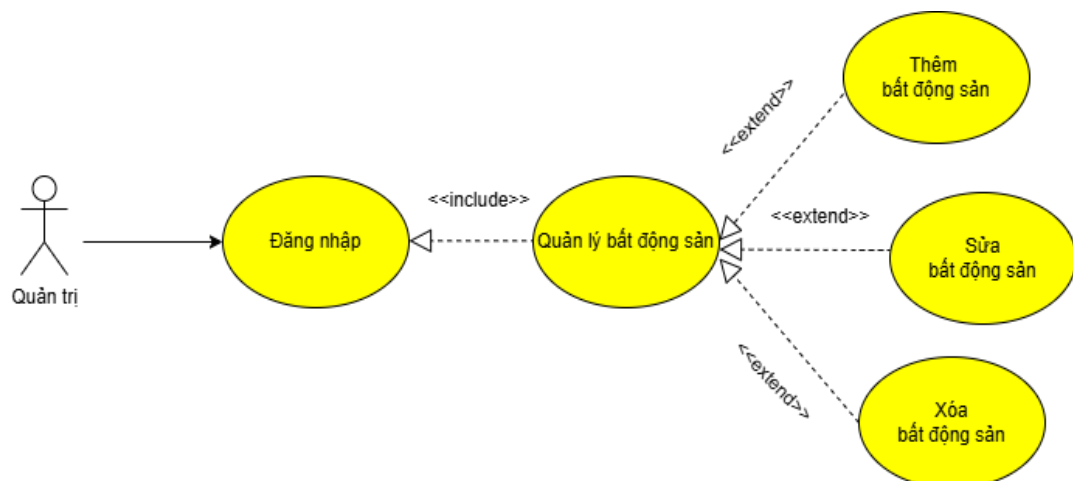 Thêm
bất động sản
<<extend>>
<<include>>
<<extend>>
Đăng nhập
Quản lý bất động sản
Sửa
bất động sản
Quản trị
<<extend>>
Xóa
bất động sản